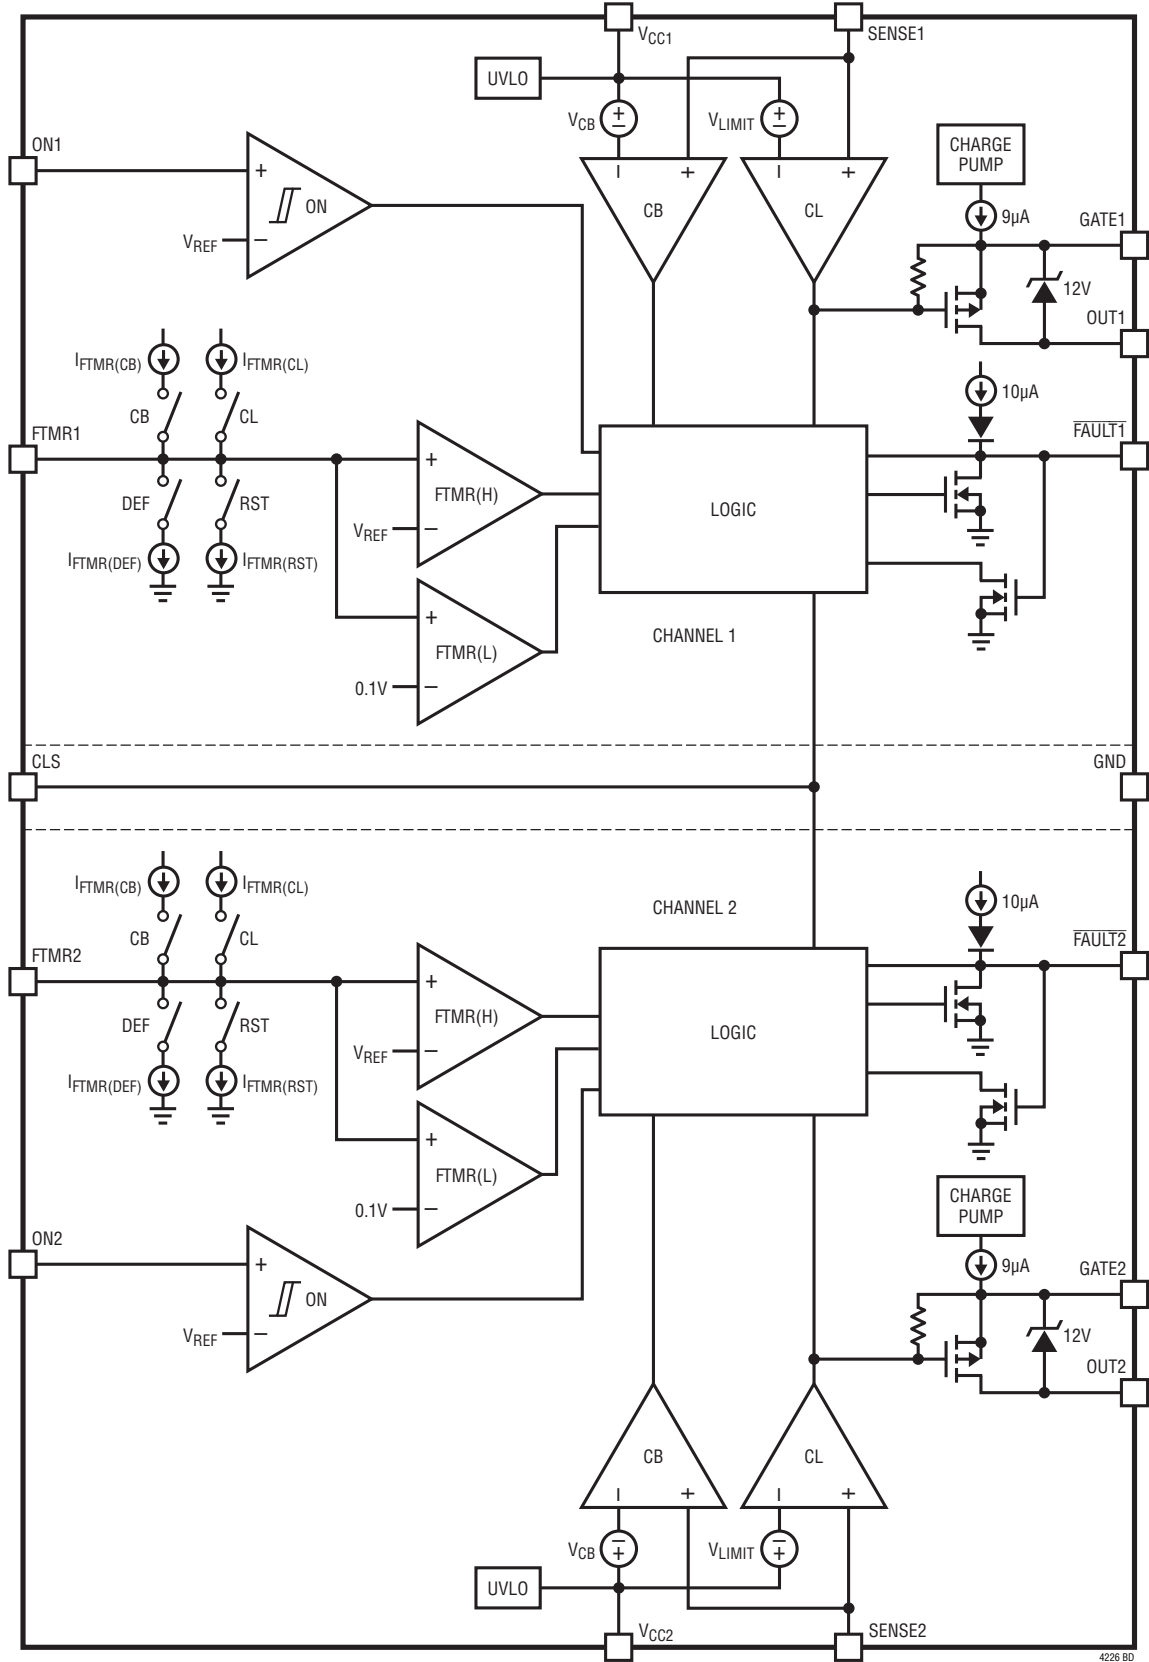 VCC1
SENSE1
UVLO
VCB
+
−
VLIMIT
+
−
ON1
+
ON
VREF
−
−
+
CB
−
+
CL
CHARGE
PUMP
9µA
GATE1
12V
OUT1
IFTMR(CB)
IFTMR(CL)
CB
CL
10µA
FTMR1
FAULT1
DEF
RST
+
FTMR(H)
VREF
−
LOGIC
IFTMR(DEF)
IFTMR(RST)
+
FTMR(L)
0.1V
−
CHANNEL 1
CLS
GND
IFTMR(CB)
IFTMR(CL)
CB
CL
CHANNEL 2
10µA
FTMR2
FAULT2
DEF
RST
+
FTMR(H)
VREF
−
LOGIC
IFTMR(DEF)
IFTMR(RST)
+
FTMR(L)
0.1V
−
CHARGE
PUMP
9µA
ON2
GATE2
+
ON
VREF
−
12V
OUT2
CB
−
+
CL
−
+
VCB
−
+
VLIMIT
−
+
UVLO
VCC2
SENSE2
4226 BD